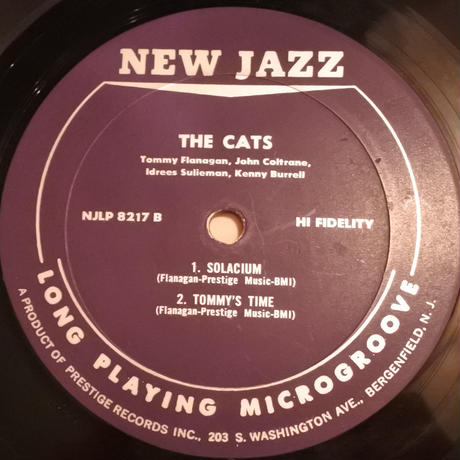 NEW JAZZ
THE CATS
Tommy Flanagan, John Coltrane,
Idrees Sulieman, Kenny Burrell
NJLP 8217 B
HI FIDELITY
1. SOLACIUM
(Flanagan-Prestige Music-BMI)
2. TOMMY'S TIME
(Flanagan-Prestige Music-BMI)
LONG PLAYING MICROGROOVE
A PRODUCT OF PRESTIGE RECORDS INC., 203 S. WASHINGTON AVE., BERGENFIELD, N. J.